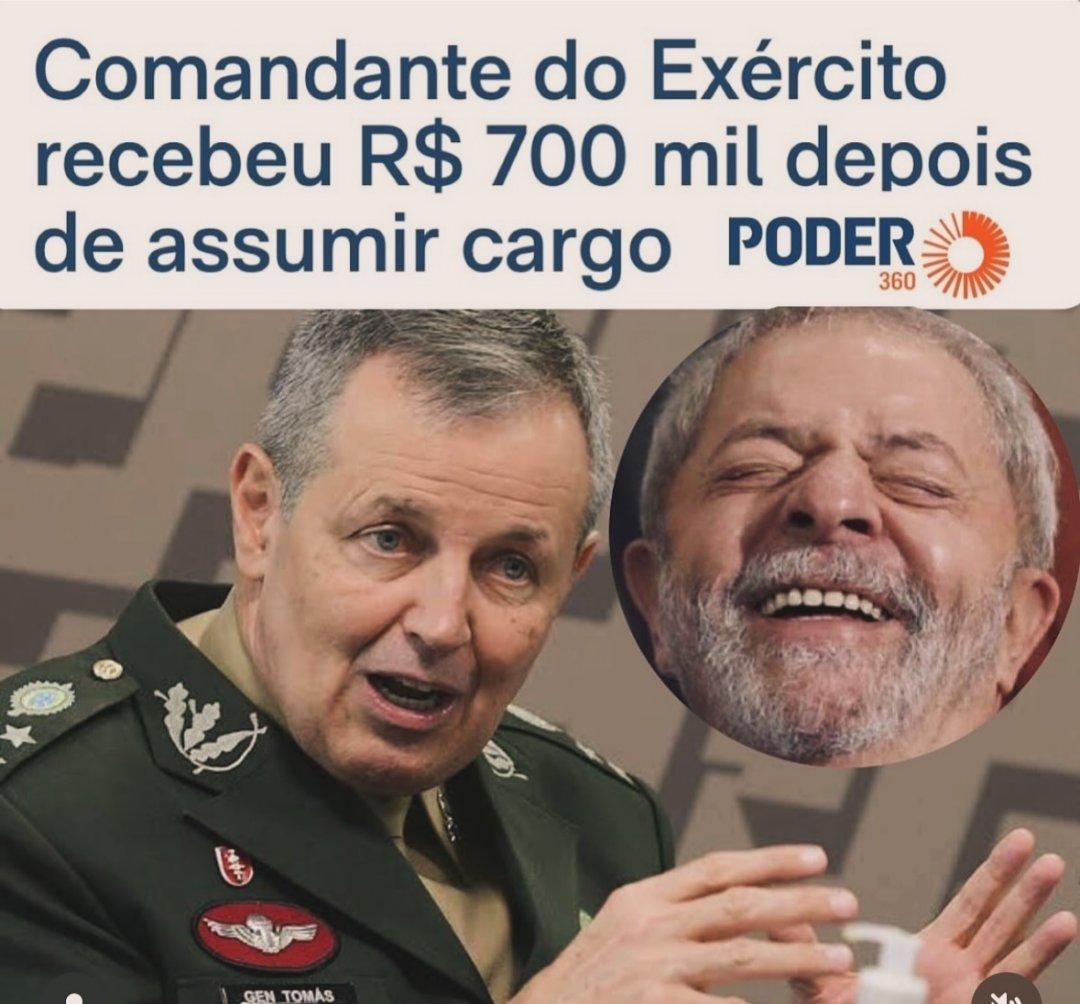 Comandante do Exército
recebeu R$ 700 mil depois
de assumir cargo
PODER
360
GEN TOMÁS